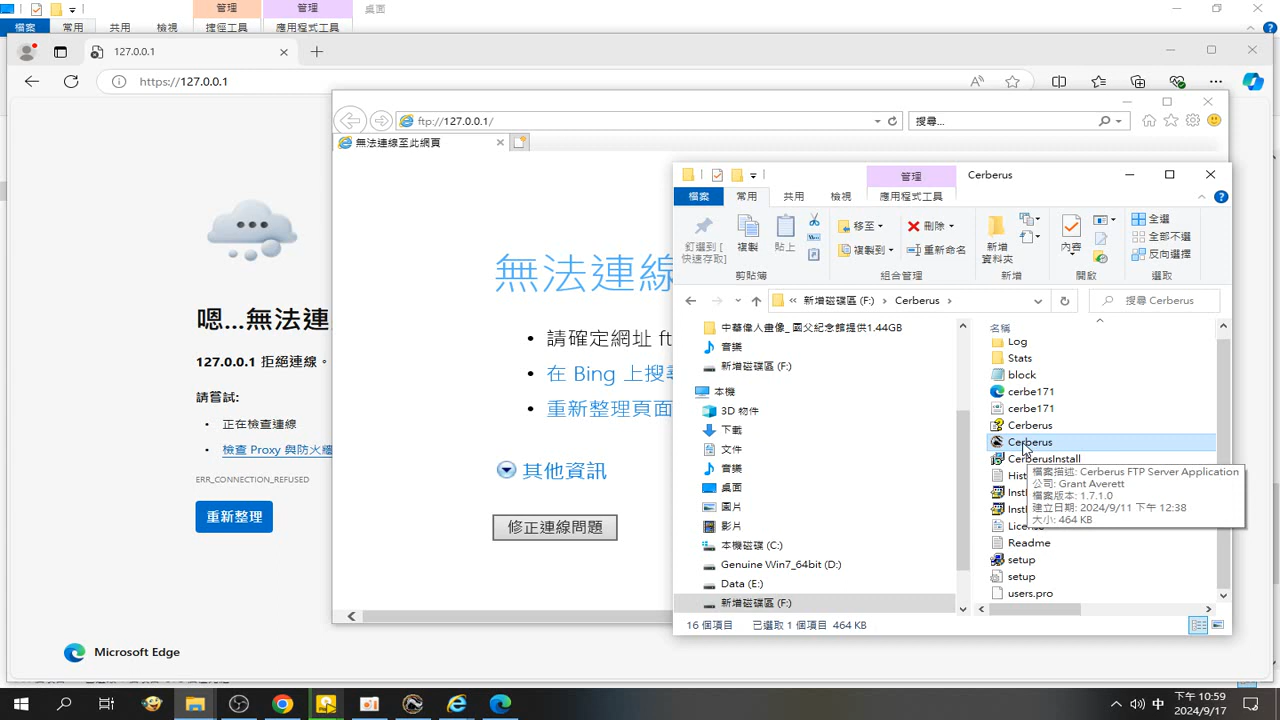 管理
管理
桌面
檔案
常用
共用
檢視
捷徑工具
應用程式工具
127.0.0.1
https://127.0.0.1
ftp://127.0.0.1/
搜尋...
無法連線至此網頁
嗯...無法連
127.0.0.1 拒絕連線。
請嘗試:
正在檢查連線
檢查 Proxy 與防火牆
ERR_CONNECTION_REFUSED
重新整理
Microsoft Edge
無法連線
請確定網址 ft
在 Bing 上搜尋
重新整理頁面
其他資訊
修正連線問題
管理
Cerberus
檔案
常用
共用
檢視
應用程式工具
釘選到 [
快速存取]
複製
貼上
移至
複製到
刪除
重新命名
新增
資料夾
內容
全選
全部不選
反向選擇
剪貼簿
組合管理
新增
開啟
選取
« 新增磁碟區 (F:) › Cerberus ›
搜尋 Cerberus
中華偉人畫像_ 國父紀念館提供1.44GB
音樂
新增磁碟區 (F:)
本機
3D 物件
下載
文件
音樂
桌面
圖片
影片
本機磁碟 (C:)
Genuine Win7_64bit (D:)
Data (E:)
新增磁碟區 (F:)
名稱
Log
Stats
block
cerbe171
cerbe171
Cerberus
Cerberus
CerberusInstall
Readme
setup
setup
users.pro
檔案描述: Cerberus FTP Server Application
公司: Grant Averett
檔案版本: 1.7.1.0
建立日期: 2024/9/11 下午 12:38
大小: 464 KB
16 個項目
已選取 1 個項目 464 KB
中
下午 10:59
2024/9/17